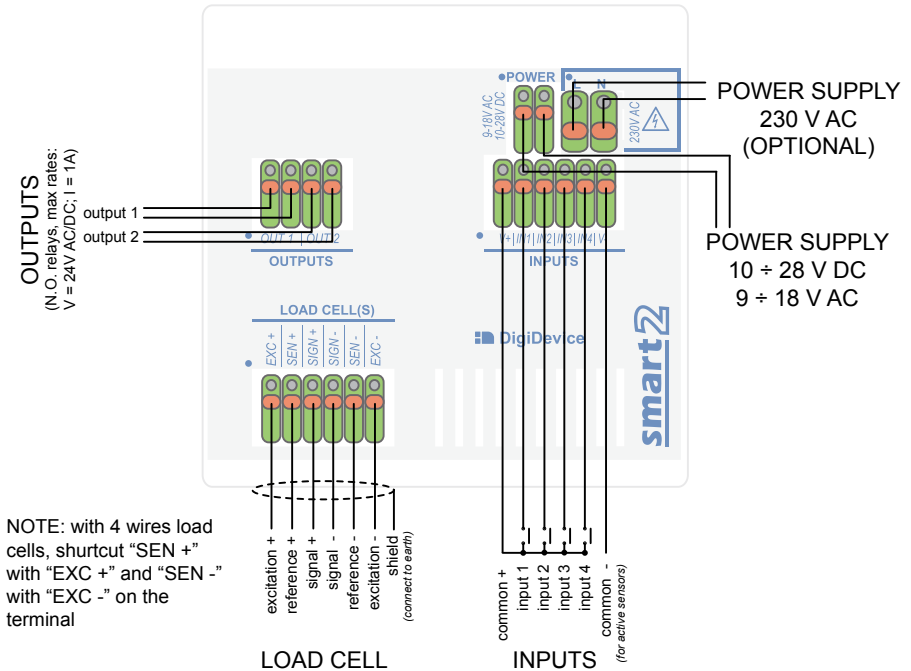 •POWER
L N
9-18V AC
10-28V DC
230V AC
POWER SUPPLY
230 V AC
(OPTIONAL)
OUTPUTS
(N.O. relays, max rates:
V = 24V AC/DC; I = 1A)
output 1
output 2
OUT 1 | OUT 2
OUTPUTS
V+|IN1|IN2|IN3|IN4|V-
INPUTS
POWER SUPPLY
10 ÷ 28 V DC
9 ÷ 18 V AC
LOAD CELL(S)
EXC +
SEN +
SIGN +
SIGN -
SEN -
EXC -
DigiDevice
smart2
NOTE: with 4 wires load
cells, shurtcut “SEN +”
with “EXC +” and “SEN -”
with “EXC -” on the
terminal
excitation +
reference +
signal +
signal -
reference -
excitation -
shield
(connect to earth)
LOAD CELL
common +
input 1
input 2
input 3
input 4
common -
(for active sensors)
INPUTS